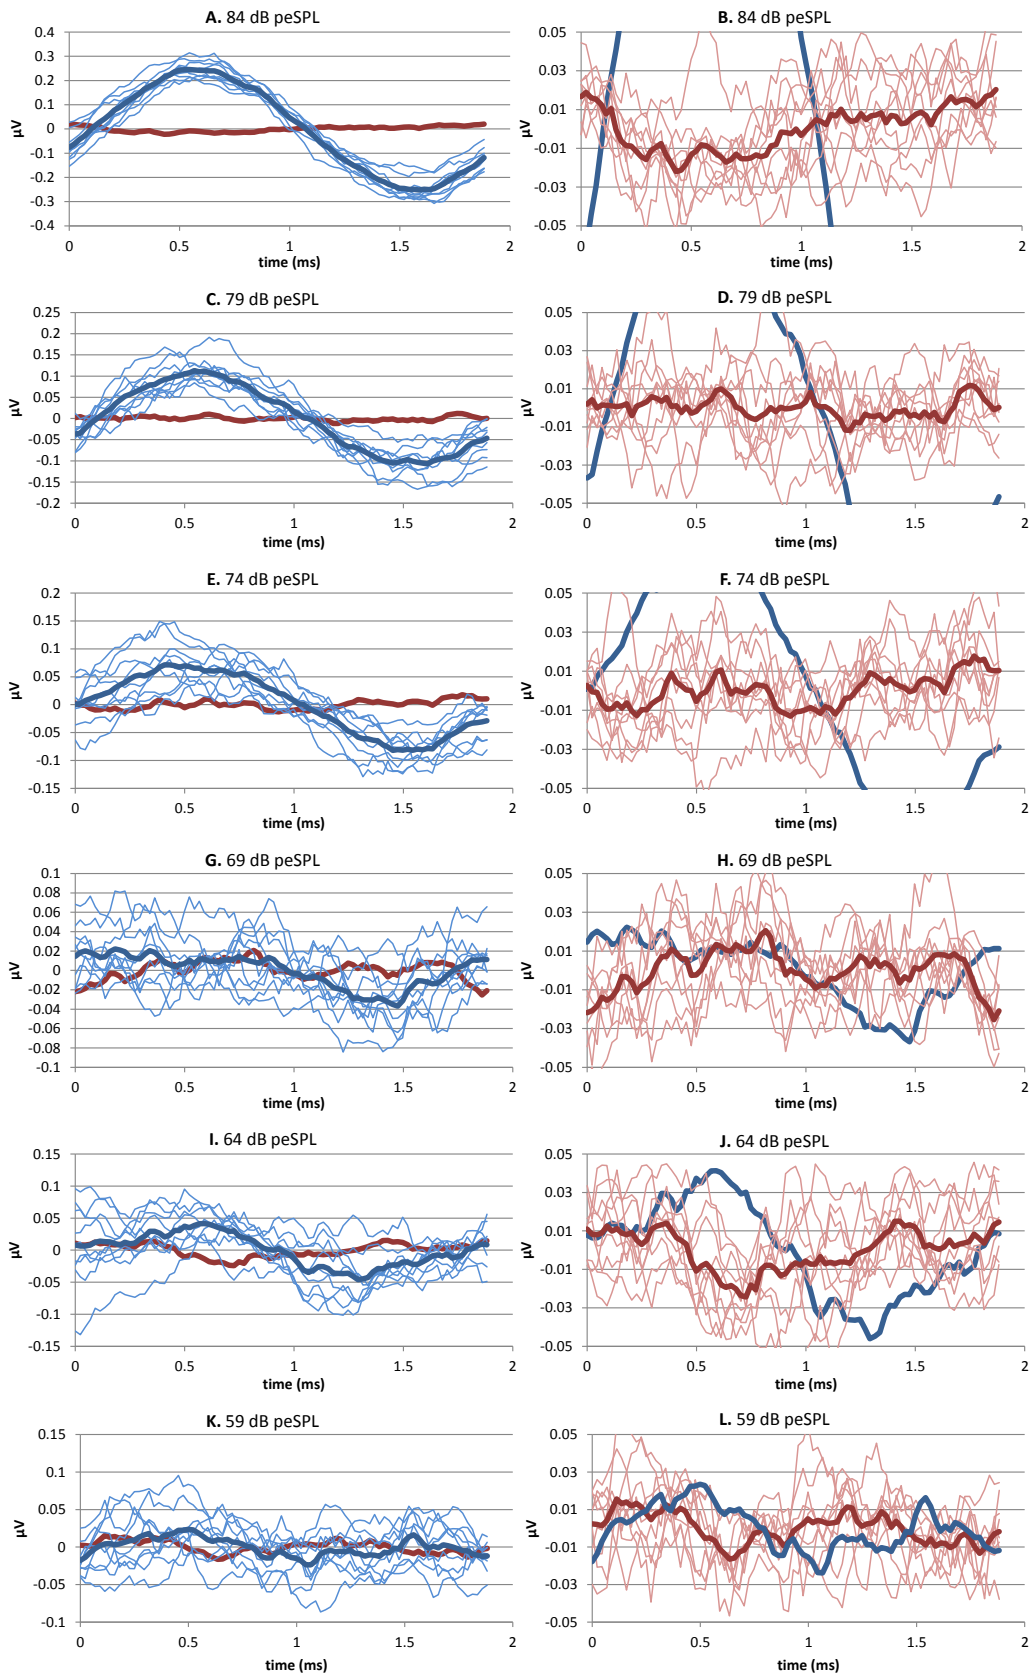 A. 84 dB peSPL
0.4
0.3
0.2
0.1
0
-0.1
-0.2
-0.3
-0.4
µV
0 0.5 1 1.5 2
time (ms)
B. 84 dB peSPL
0.05
0.03
0.01
-0.01
-0.03
-0.05
µV
0 0.5 1 1.5 2
time (ms)
C. 79 dB peSPL
0.25
0.2
0.15
0.1
0.05
0
-0.05
-0.1
-0.15
-0.2
µV
0 0.5 1 1.5 2
time (ms)
D. 79 dB peSPL
0.05
0.03
0.01
-0.01
-0.03
-0.05
µV
0 0.5 1 1.5 2
time (ms)
E. 74 dB peSPL
0.2
0.15
0.1
0.05
0
-0.05
-0.1
-0.15
µV
0 0.5 1 1.5 2
time (ms)
F. 74 dB peSPL
0.05
0.03
0.01
-0.01
-0.03
-0.05
µV
0 0.5 1 1.5 2
time (ms)
G. 69 dB peSPL
0.1
0.08
0.06
0.04
0.02
0
-0.02
-0.04
-0.06
-0.08
-0.1
µV
0 0.5 1 1.5 2
time (ms)
H. 69 dB peSPL
0.05
0.03
0.01
-0.01
-0.03
-0.05
µV
0 0.5 1 1.5 2
time (ms)
I. 64 dB peSPL
0.15
0.1
0.05
0
-0.05
-0.1
-0.15
µV
0 0.5 1 1.5 2
time (ms)
J. 64 dB peSPL
0.05
0.03
0.01
-0.01
-0.03
-0.05
µV
0 0.5 1 1.5 2
time (ms)
K. 59 dB peSPL
0.15
0.1
0.05
0
-0.05
-0.1
µV
0 0.5 1 1.5 2
time (ms)
L. 59 dB peSPL
0.05
0.03
0.01
-0.01
-0.03
-0.05
µV
0 0.5 1 1.5 2
time (ms)